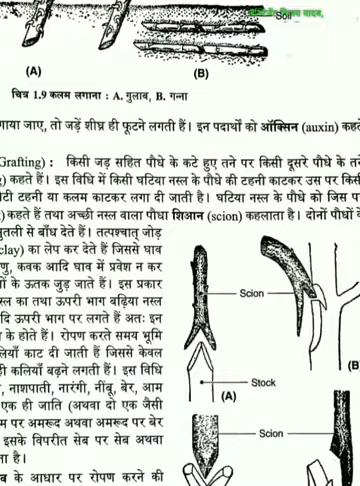 Soil
(A)
(B)
चित्र 1.9 कलम लगाना : A. गुलाब, B. गन्ना
गाया जाए, तो जड़ें शीघ्र ही फूटने लगती हैं। इन पदार्थों को ऑक्सिन (auxin) कहते
Grafting) : किसी जड़ सहित पौधे के कटे हुए तने पर किसी दूसरे पौधे के तने
कहते हैं। इस विधि में किसी घटिया नस्ल के पौधे की टहनी काटकर उस पर किसी
टी टहनी या कलम काटकर लगा दी जाती है। घटिया नस्ल के पौधे को जिस पर
) कहते हैं तथा अच्छी नस्ल वाला पौधा शिआन (scion) कहलाता है। दोनों पौधों के
सुतली से बाँध देते हैं। तत्पश्चात् जोड़
clay) का लेप कर देते हैं जिससे घाव
णु, कवक आदि घाव में प्रवेश न कर
ों के ऊतक जुड़ जाते हैं। इस प्रकार
स्ल का तथा ऊपरी भाग बढ़िया नस्ल
दि ऊपरी भाग पर लगते हैं अतः इन
के होते हैं। रोपण करते समय भूमि
लियाँ काट दी जाती हैं जिससे केवल
ही कलियाँ बढ़ने लगती हैं। इस विधि
, नाशपाती, नारंगी, नींबू, बेर, आम
एक ही जाति (अथवा दो एक जैसी
म पर अमरूद अथवा अमरूद पर बेर
इसके विपरीत सेब पर सेब अथवा
ता है।
व के आधार पर रोपण करने की
Scion
(B)
Stock
(A)
Scion